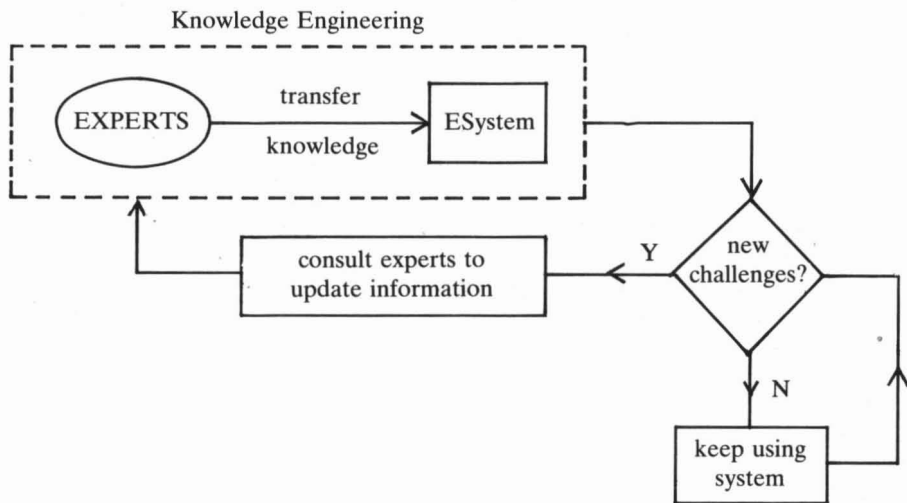 Knowledge Engineering
EXPERTS
transfer
knowledge
ESystem
new
challenges?
Y
consult experts to
update information
N
keep using
system